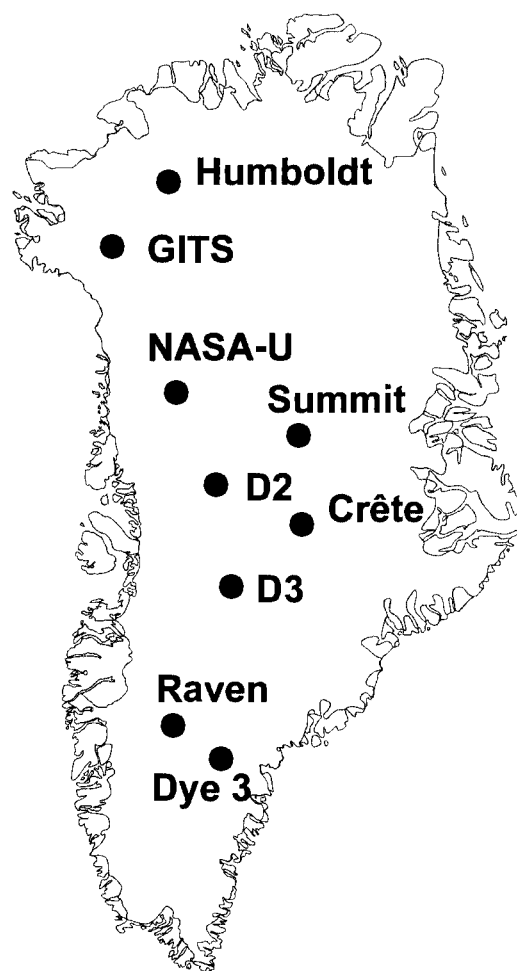 Humboldt
GITS
NASA-U
Summit
D2
Crête
D3
Raven
Dye 3